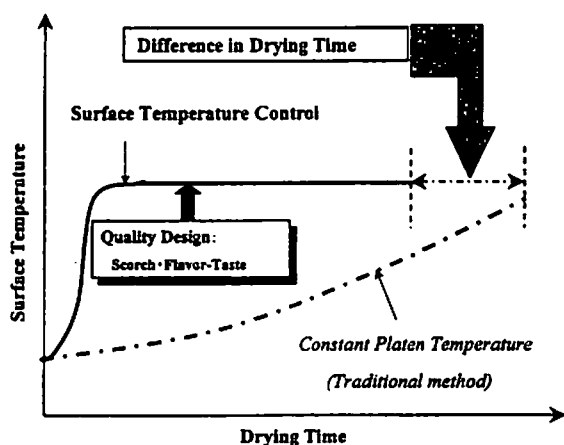 Difference in Drying Time
Surface Temperature Control
Surface Temperature
Quality Design:
Scorch・Flavor-Taste
Constant Platen Temperature
(Traditional method)
Drying Time